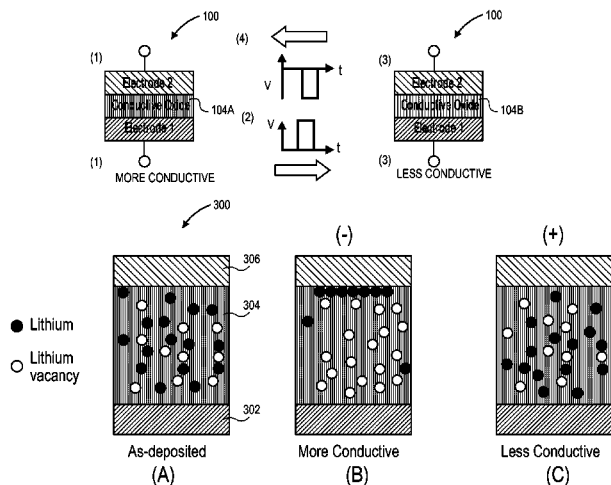 100
(4)
100
(1)
(3)
Electrode 2
Conductive Oxide
Electrode 1
104A
V
t
(2)
V
t
Electrode 2
Conductive Oxide
Electrode 1
104B
(1)
MORE CONDUCTIVE
(3)
LESS CONDUCTIVE
300
(-)
(+)
306
304
Lithium
Lithium
vacancy
302
As-deposited
More Conductive
Less Conductive
(A)
(B)
(C)